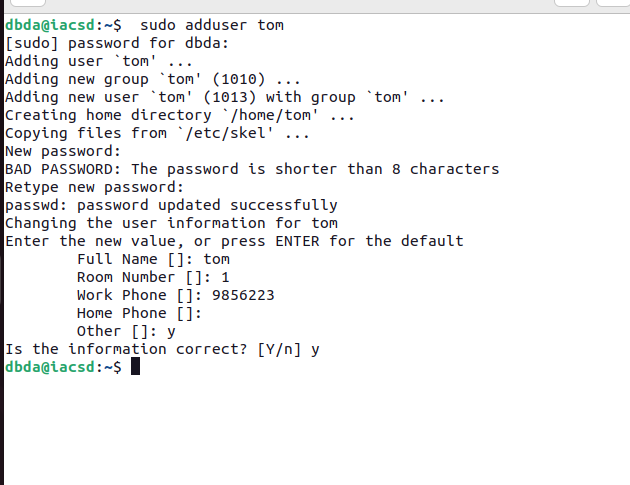 dbda@iacsd:~$  sudo adduser tom
[sudo] password for dbda:
Adding user `tom' ...
Adding new group `tom' (1010) ...
Adding new user `tom' (1013) with group `tom' ...
Creating home directory `/home/tom' ...
Copying files from `/etc/skel' ...
New password:
BAD PASSWORD: The password is shorter than 8 characters
Retype new password:
passwd: password updated successfully
Changing the user information for tom
Enter the new value, or press ENTER for the default
        Full Name []: tom
        Room Number []: 1
        Work Phone []: 9856223
        Home Phone []:
        Other []: y
Is the information correct? [Y/n] y
dbda@iacsd:~$